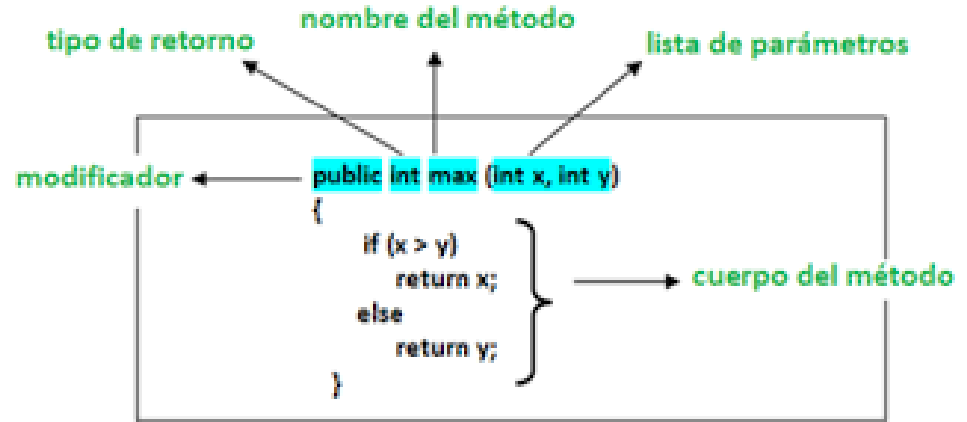 nombre del método
tipo de retorno
lista de parámetros
modificador
public int max (int x, int y)
{
if (x > y)
return x;
cuerpo del método
else
return y;
}